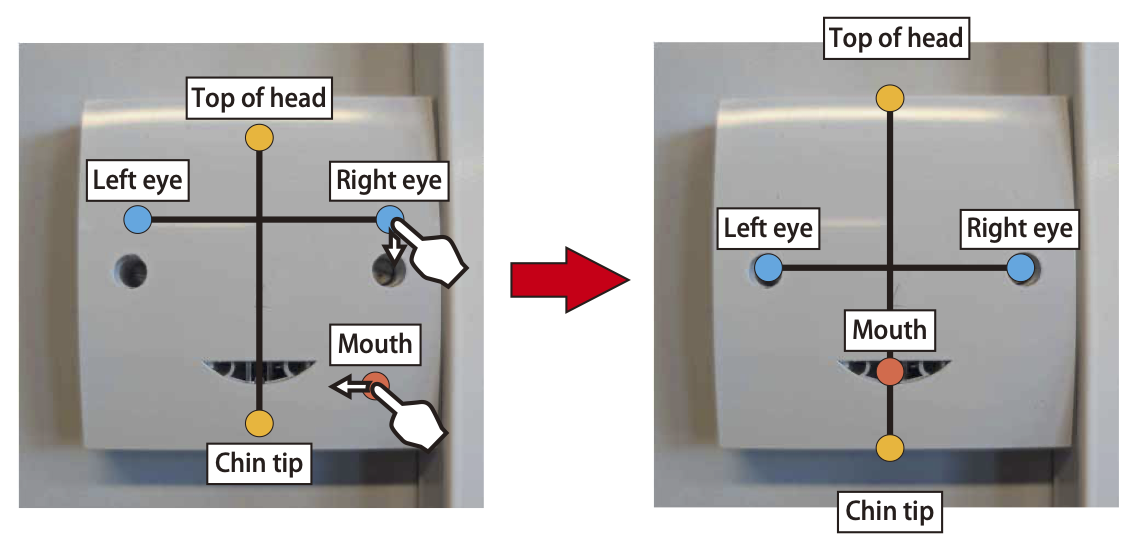 Top of head
Left eye
Right eye
Mouth
Chin tip
Top of head
Left eye
Right eye
Mouth
Chin tip